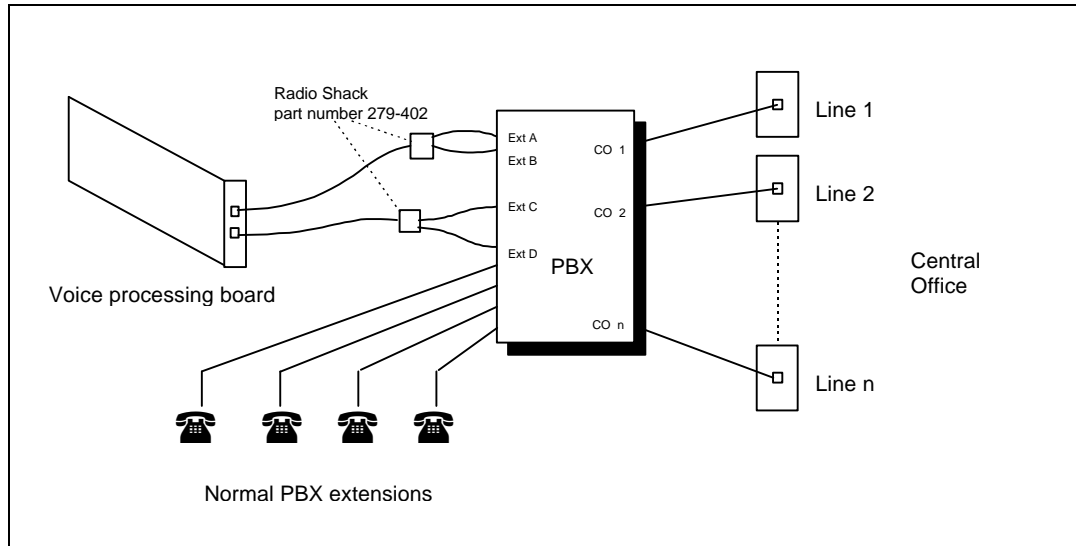 Radio Shack
part number 279-402
Ext A
Ext B
Ext C
Ext D
PBX
CO 1
CO 2
CO n
Line 1
Line 2
Line n
Central
Office
Voice processing board
Normal PBX extensions